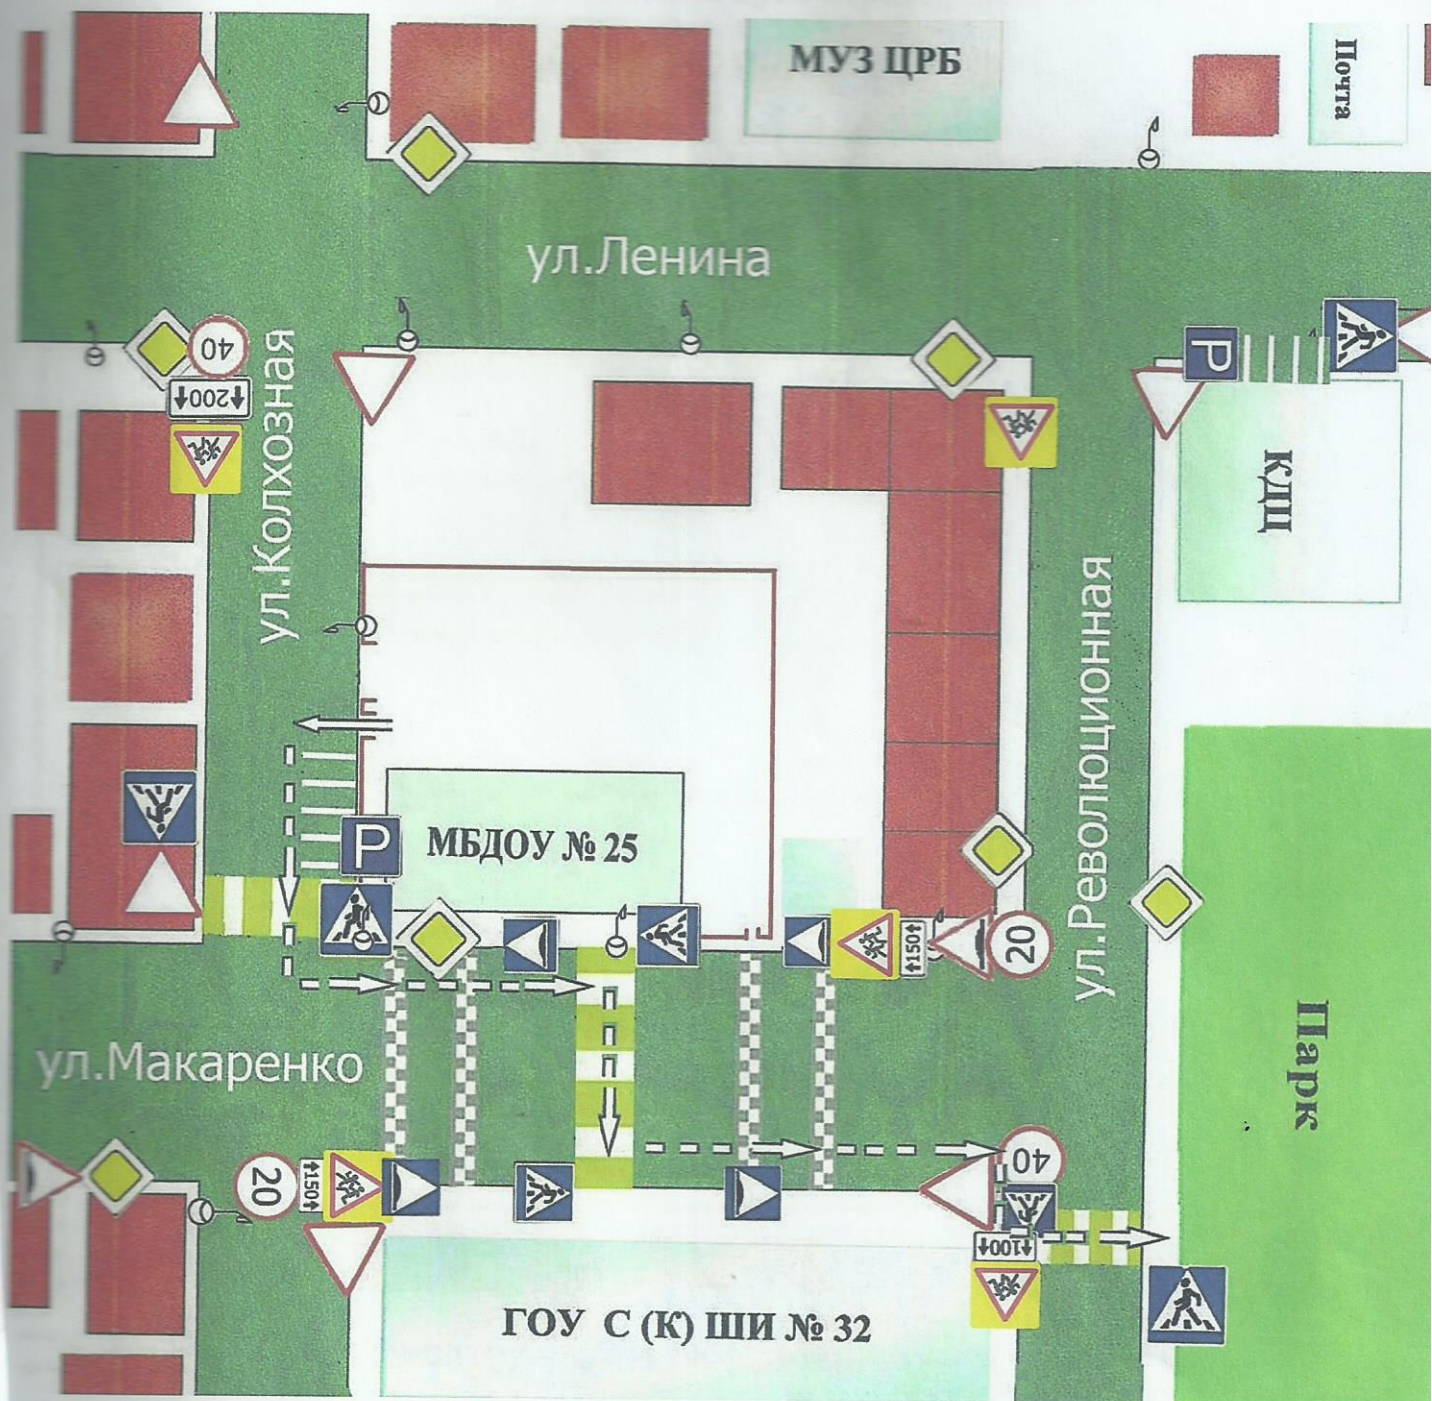 МУЗ ЦРБ
Почта
ул.Ленина
40
↓200↓
P
ул.Колхозная
КДЦ
ул.Революционная
МБДОУ № 25
P
↑150↑
20
ул.Макаренко
Парк
20
↑150↑
40
↑100↑
ГОУ С (К) ШИ № 32